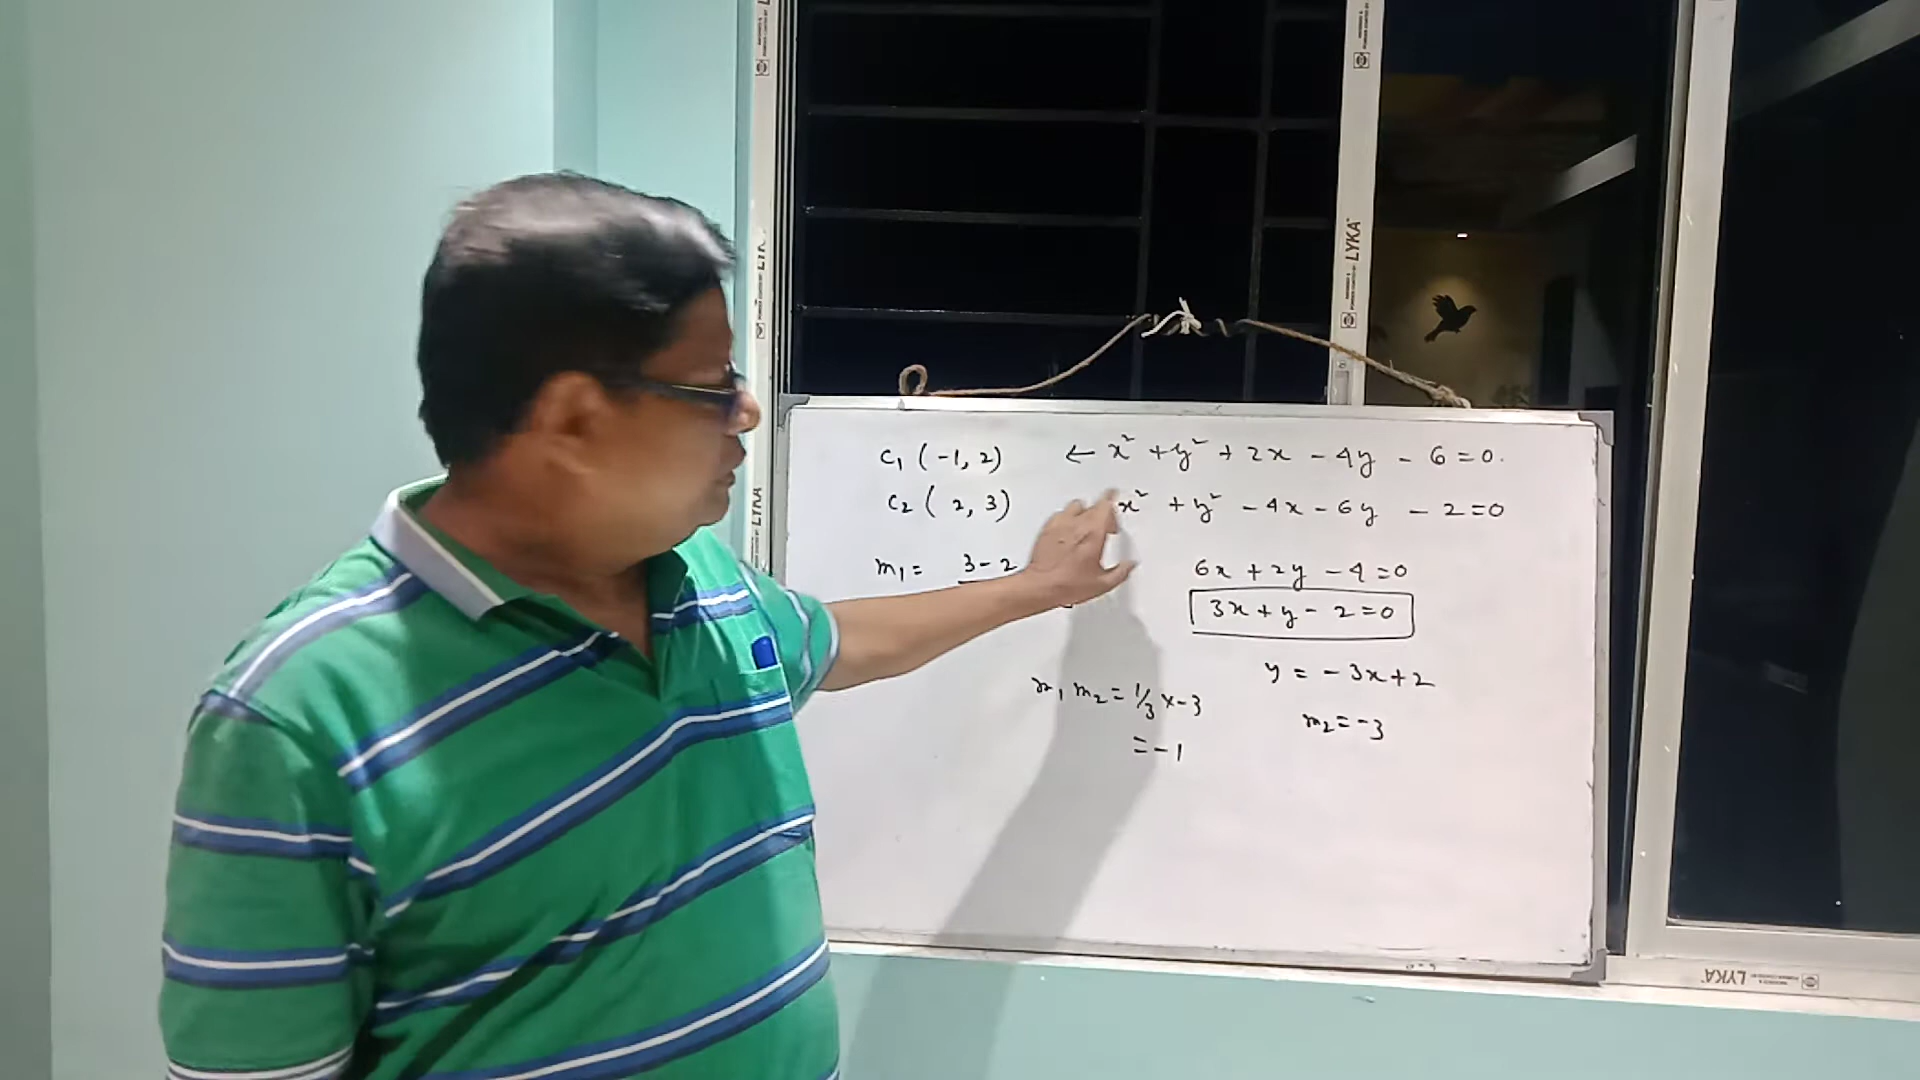 C₁ (-1, 2) ← x² + y² + 2x - 4y - 6 = 0.
C₂ ( 2, 3) x² + y² - 4x - 6y - 2 = 0
m₁ = 3 - 2
6x + 2y - 4 = 0
3x + y - 2 = 0
y = - 3x + 2
m₁ m₂ = 1/3 x - 3
m₂ = - 3
= - 1
LYKA
LYKA
LYKA